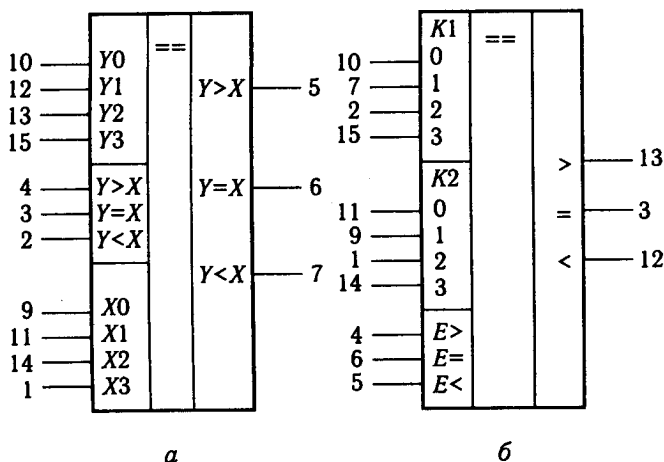 ==
10 Y0
12 Y1
13 Y2
15 Y3
Y>X 5
4 Y>X
3 Y=X
2 Y<X
Y=X 6
Y<X 7
9 X0
11 X1
14 X2
1 X3
а
K1
==
10 0
7 1
2 2
15 3
K2
11 0
9 1
1 2
14 3
> 13
= 3
< 12
4 E>
6 E=
5 E<
б